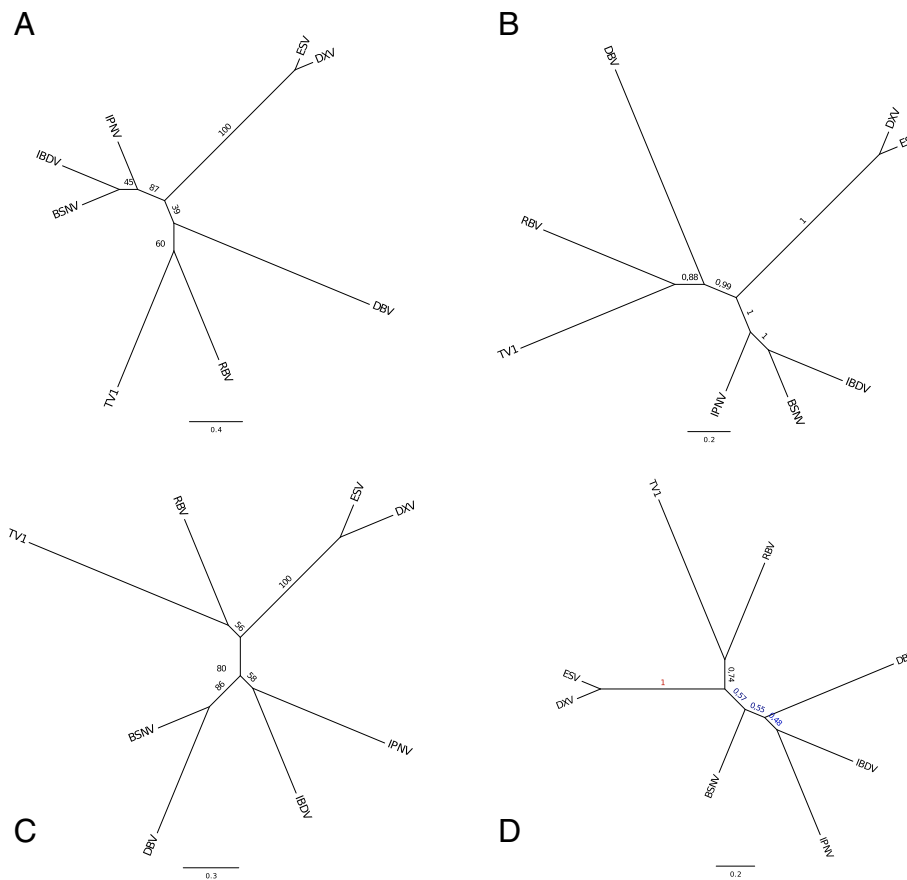 A
ESV
DXV
IPNV
100
IBDV
45
87
BSNV
39
60
DBV
TV1
RBV
0.4
B
DBV
DXV
ES
RBV
1
0,88
0,99
1
1
TV1
IPNV
BSNV
IBDV
0.2
RBV
ESV
DXV
TV1
100
56
80
58
86
BSNV
IPNV
IBDV
C
DBV
0.3
TV1
RBV
DB
ESV
1
0,74
DXV
0,57
0,55
0,48
BSNV
IBDV
D
IPNV
0.2